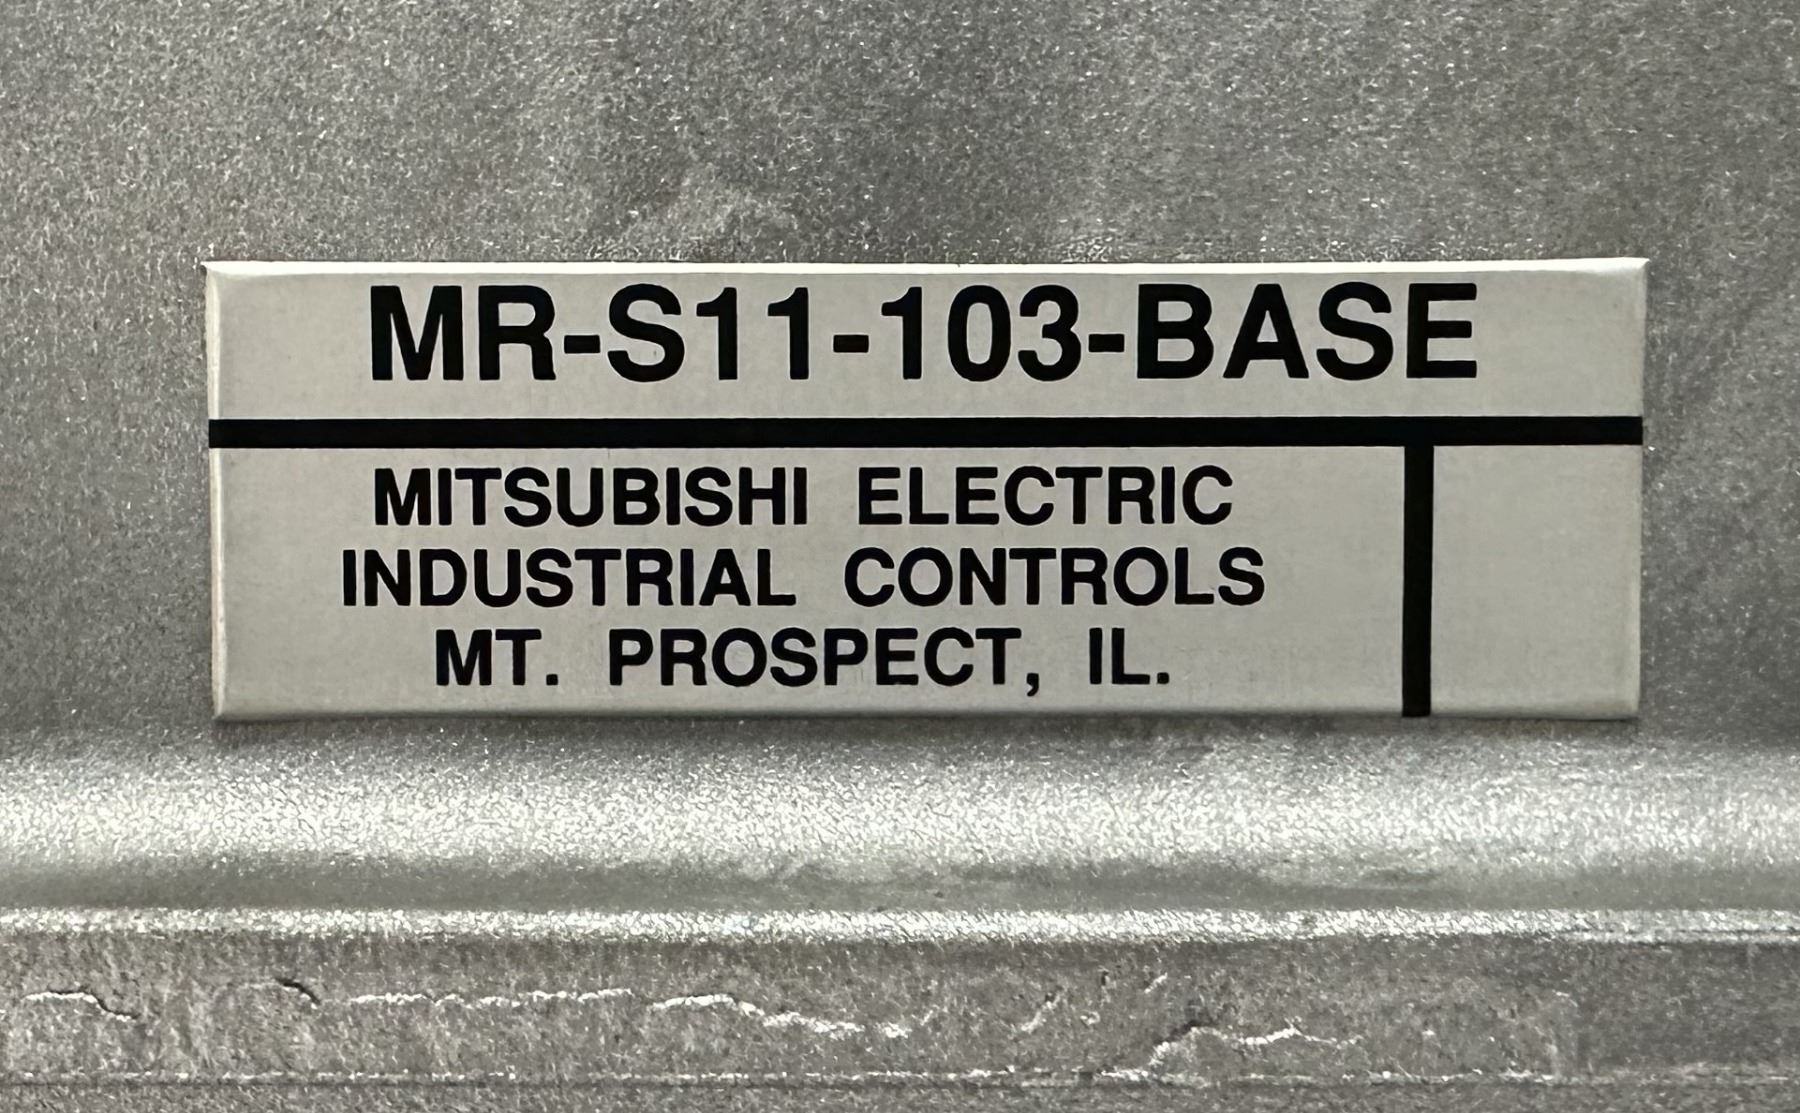 MR-S11-103-BASE
MITSUBISHI ELECTRIC
INDUSTRIAL CONTROLS
MT. PROSPECT, IL.